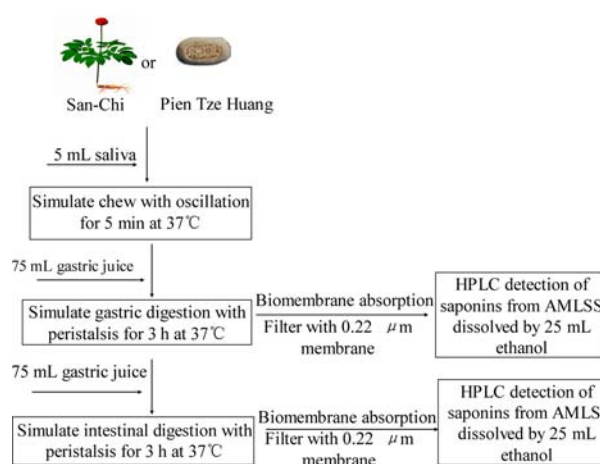 or
San-Chi Pien Tze Huang
5 mL saliva
Simulate chew with oscillation
for 5 min at 37℃
75 mL gastric juice
Simulate gastric digestion with
peristalsis for 3 h at 37℃
Biomembrane absorption
Filter with 0.22 μm
membrane
HPLC detection of
saponins from AMLSS
dissolved by 25 mL
ethanol
75 mL gastric juice
Simulate intestinal digestion with
peristalsis for 3 h at 37℃
Biomembrane absorption
Filter with 0.22 μm
membrane
HPLC detection of
saponins from AMLSS
dissolved by 25 mL
ethanol